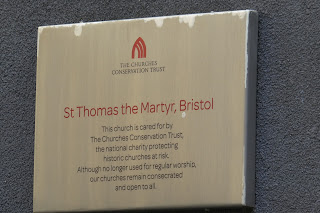 THE CHURCHES
CONSERVATION TRUST
St Thomas the Martyr, Bristol
This church is cared for by
The Churches Conservation Trust,
the national charity protecting
historic churches at risk.
Although no longer used for regular worship,
our churches remain consecrated
and open to all.